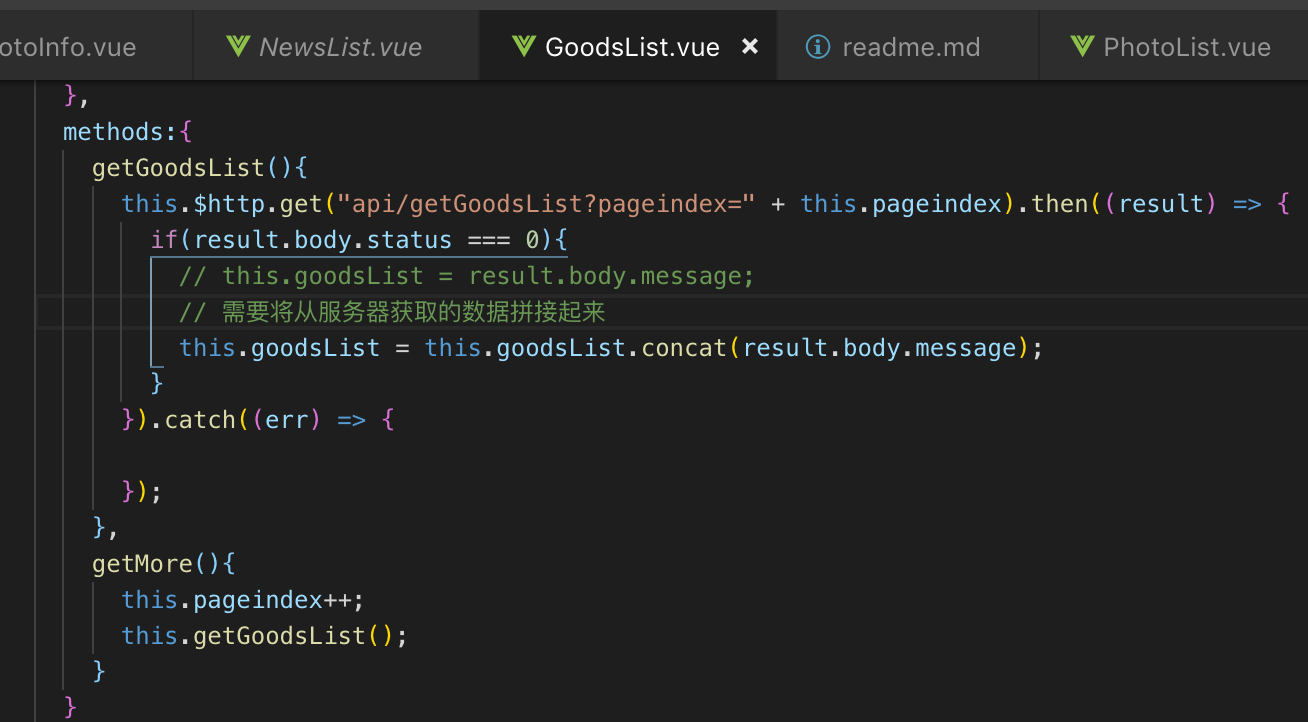 otoInfo.vue NewsList.vue GoodsList.vue × readme.md PhotoList.vue
},
methods:{
getGoodsList(){
this.$http.get("api/getGoodsList?pageindex=" + this.pageindex).then((result) => {
if(result.body.status === 0){
// this.goodsList = result.body.message;
// 需要将从服务器获取的数据拼接起来
this.goodsList = this.goodsList.concat(result.body.message);
}
}).catch((err) => {
});
},
getMore(){
this.pageindex++;
this.getGoodsList();
}
}